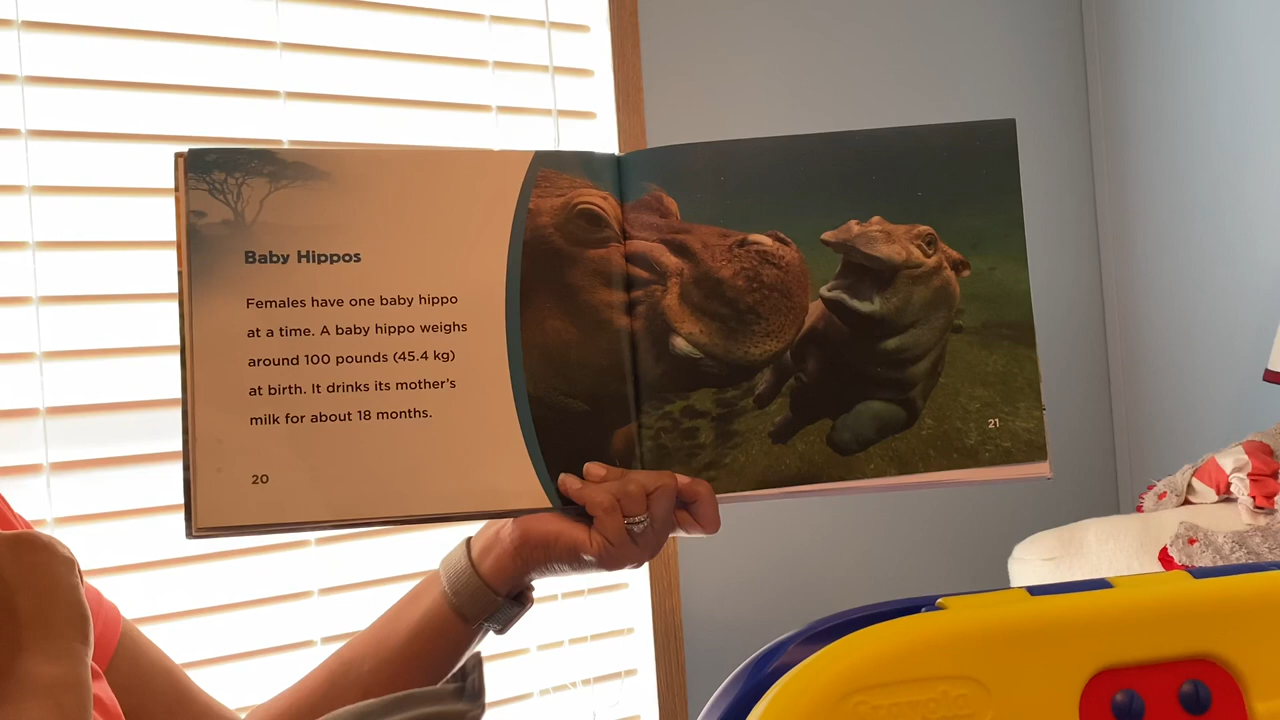 Baby Hippos
Females have one baby hippo
at a time. A baby hippo weighs
around 100 pounds (45.4 kg)
at birth. It drinks its mother's
milk for about 18 months.
20
21
Crayola